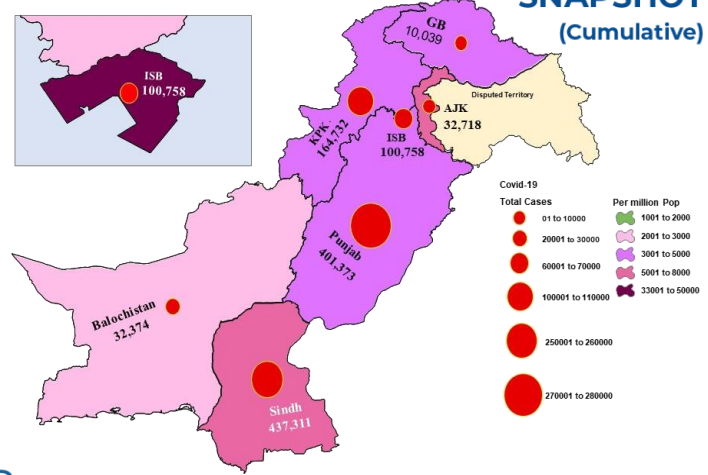 SNAPSHOT
(Cumulative)
ISB
100,758
GB
10,039
Disputed Territory
AJK
32,718
KPK
164,732
ISB
100,758
Punjab
401,373
Balochistan
32,374
Sindh
437,311
Covid-19
Total Cases
01 to 10000
20001 to 30000
60001 to 70000
100001 to 110000
250001 to 260000
270001 to 280000
Per million Pop
1001 to 2000
2001 to 3000
3001 to 5000
5001 to 8000
33001 to 50000